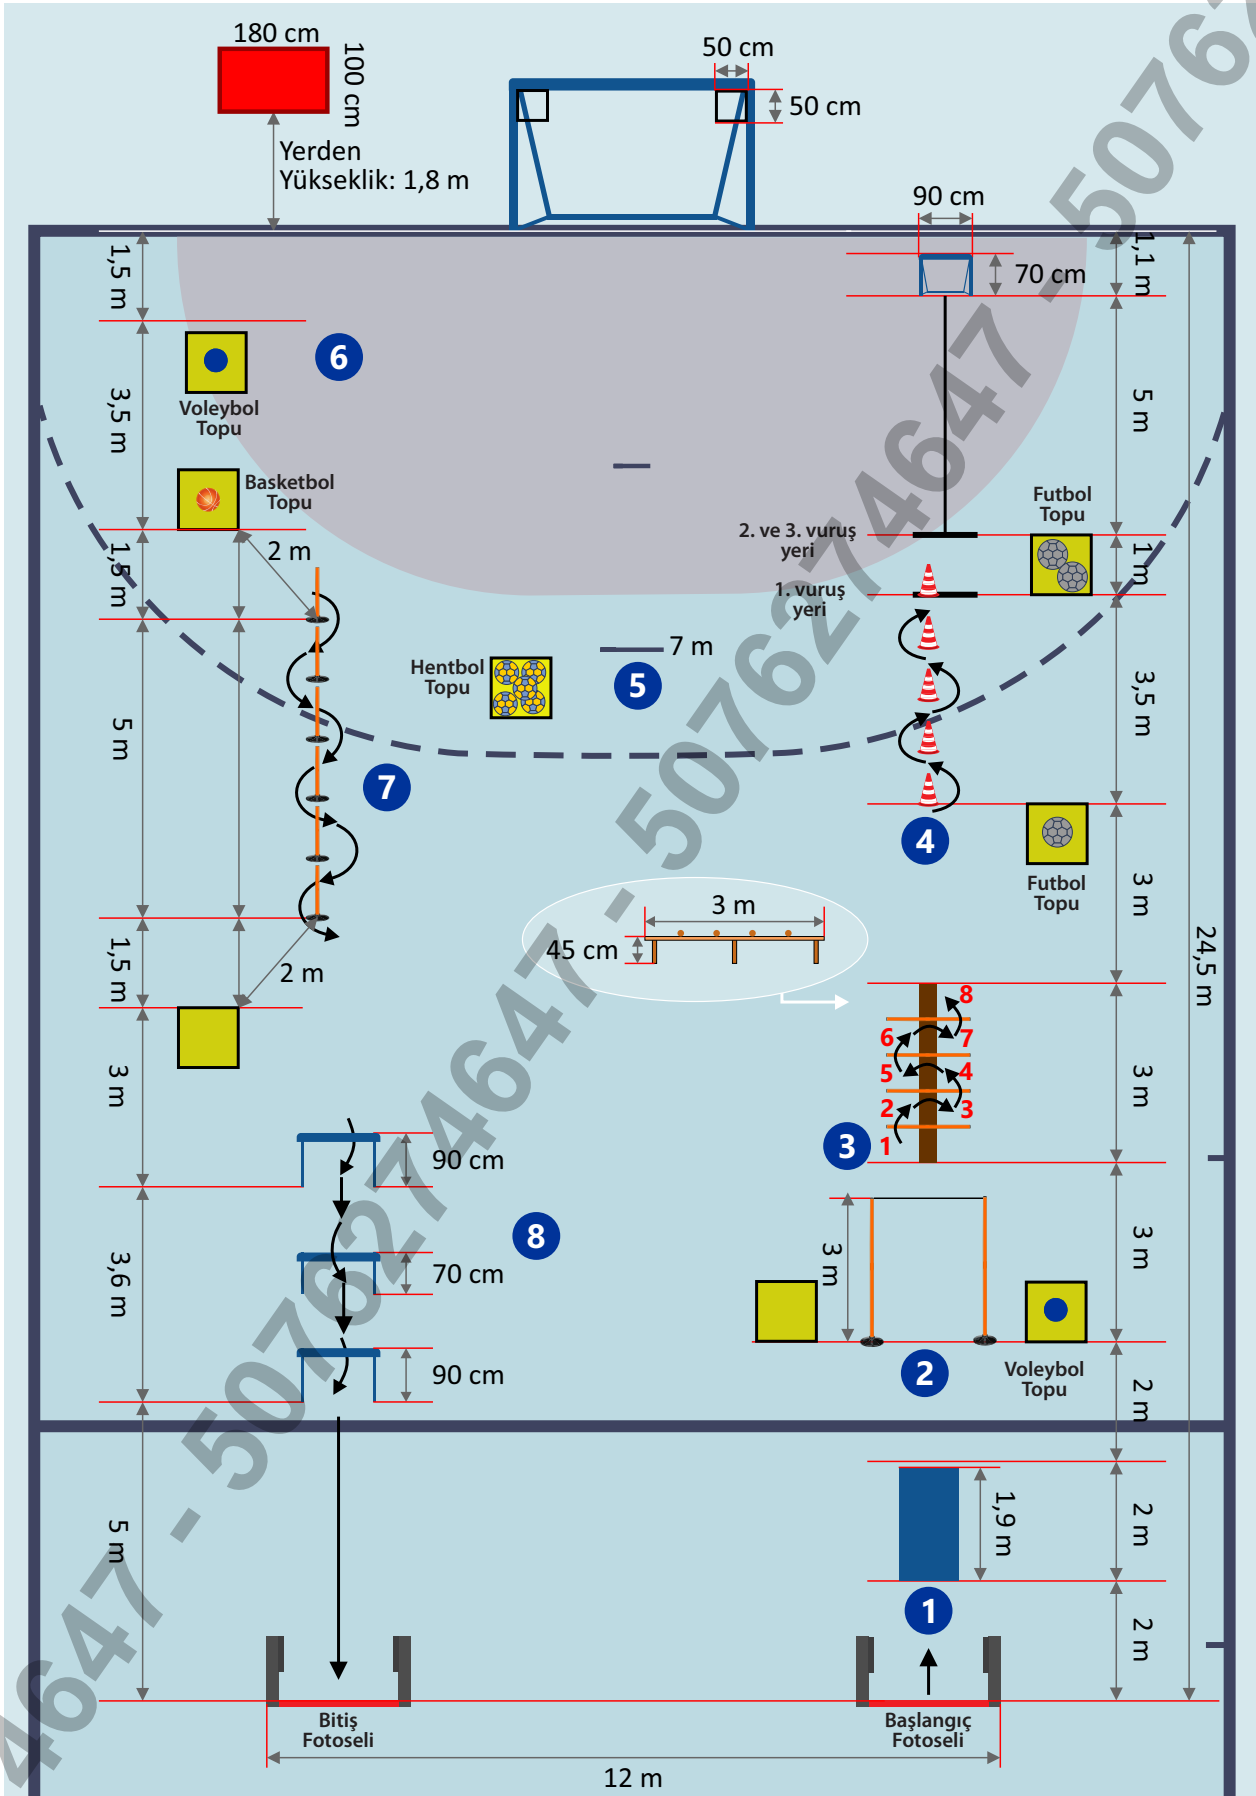 180 cm
100 cm
Yerden
Yükseklik: 1,8 m
50 cm
50 cm
90 cm
70 cm
1,5 m
3,5 m
1,5 m
5 m
1,5 m
3 m
3,6 m
5 m
6
Voleybol
Topu
Basketbol
Topu
2 m
7
2 m
Hentbol
Topu
7 m
5
2. ve 3. vuruş
yeri
1. vuruş
yeri
Futbol
Topu
4
Futbol
Topu
3 m
45 cm
8
6
7
5
4
2
3
1
3
3 m
2
Voleybol
Topu
90 cm
70 cm
90 cm
8
1,9 m
1
1,1 m
5 m
1 m
3,5 m
3 m
3 m
3 m
2 m
2 m
2 m
24,5 m
Bitiş
Fotoseli
Başlangıç
Fotoseli
12 m
4647 - 5076274647 - 5076274647 - 50762